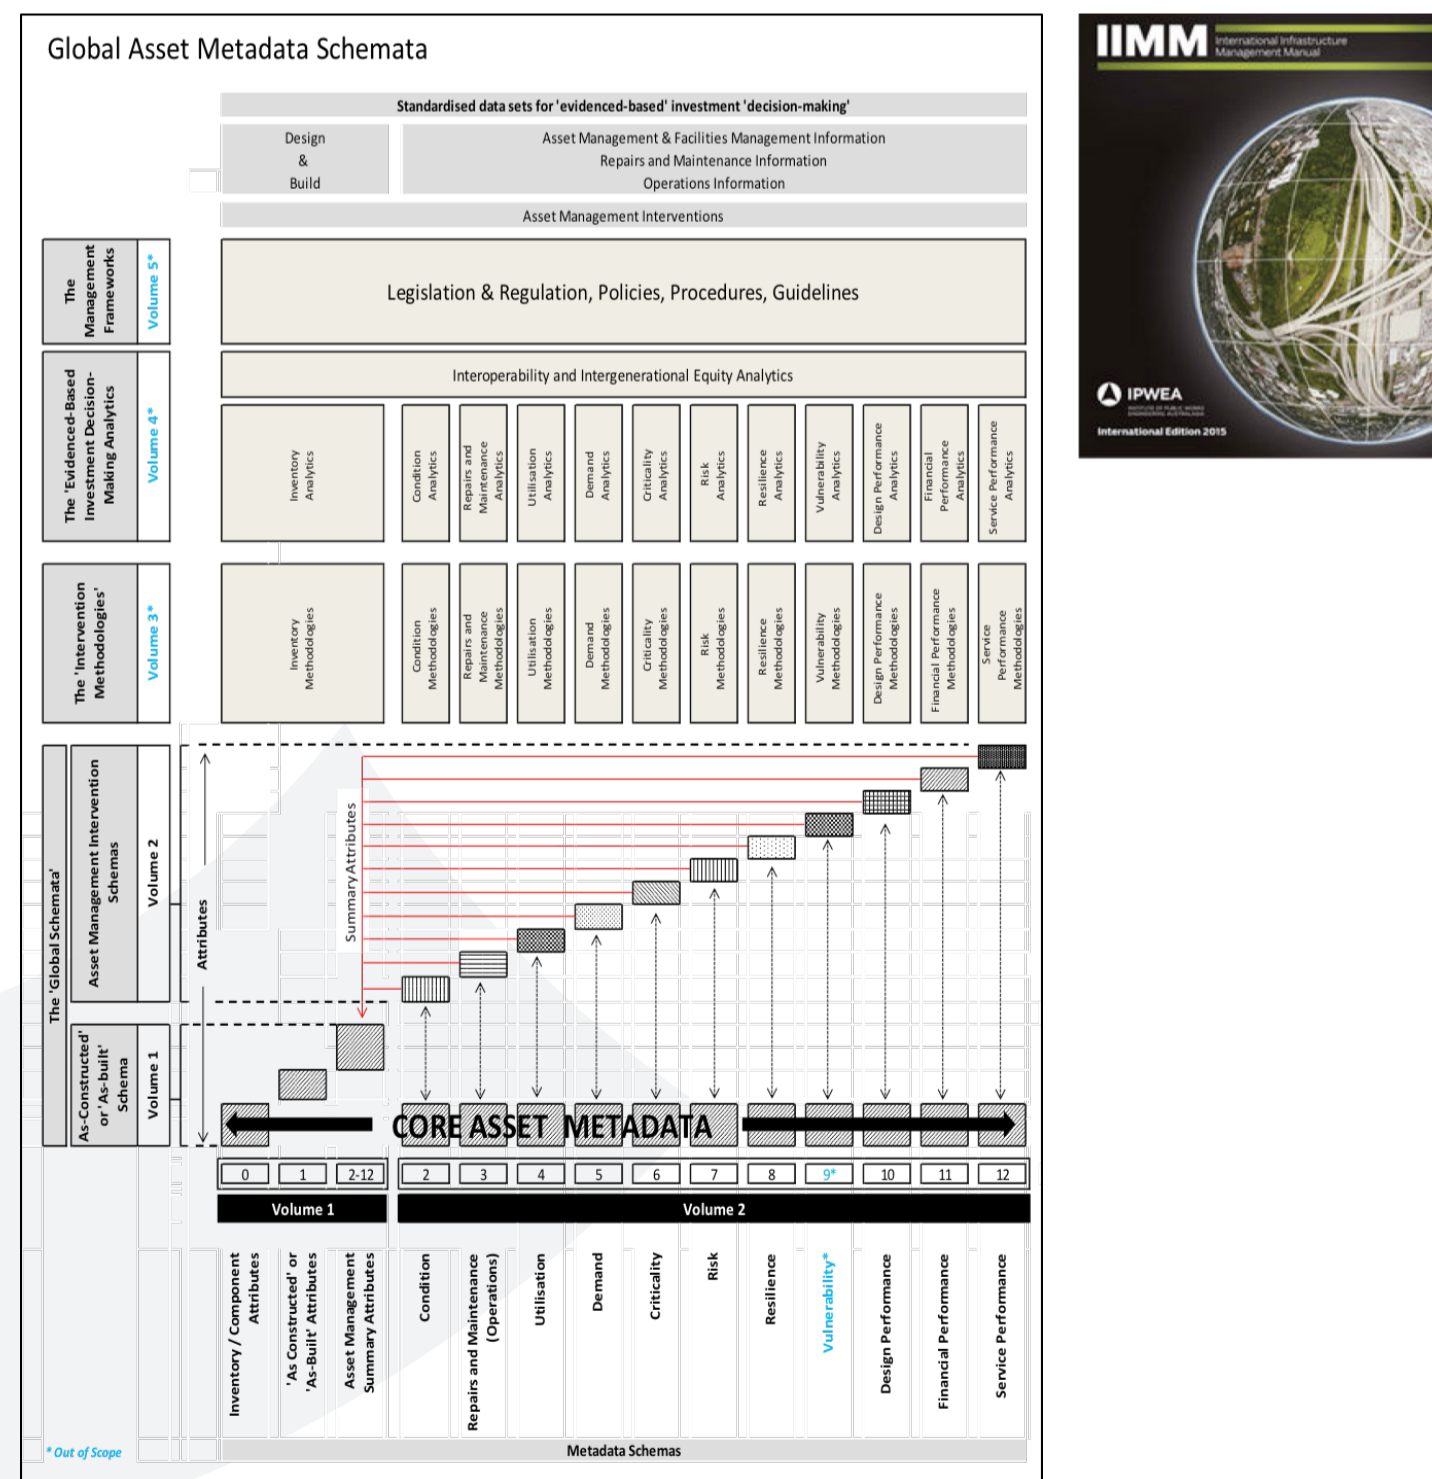 Global Asset Metadata Schemata
Standardised data sets for 'evidenced-based' investment 'decision-making'
Design
&
Build
Asset Management & Facilities Management Information
Repairs and Maintenance Information
Operations Information
Asset Management Interventions
The
Management
Frameworks
Volume 5*
Legislation & Regulation, Policies, Procedures, Guidelines
The 'Evidenced-Based
Investment Decision-
Making Analytics
Volume 4*
Interoperability and Intergenerational Equity Analytics
Inventory
Analytics
Condition
Analytics
Repairs and
Maintenance
Analytics
Utilisation
Analytics
Demand
Analytics
Criticality
Analytics
Risk
Analytics
Resilience
Analytics
Vulnerability
Analytics
Design Performance
Analytics
Financial
Performance
Analytics
Service Performance
Analytics
The 'Intervention
Methodologies'
Volume 3*
Inventory
Methodologies
Condition
Methodologies
Repairs and
Maintenance
Methodologies
Utilisation
Methodologies
Demand
Methodologies
Criticality
Methodologies
Risk
Methodologies
Resilience
Methodologies
Vulnerability
Methodologies
Design Performance
Methodologies
Financial Performance
Methodologies
Service
Performance
Methodologies
The 'Global Schemata'
Asset Management Intervention
Schemas
Volume 2
Attributes
Summary Attributes
As-Constructed'
or 'As-built'
Schema
Volume 1
CORE ASSET METADATA
0
1
2-12
2
3
4
5
6
7
8
9*
10
11
12
Volume 1
Volume 2
Inventory / Component
Attributes
'As Constructed' or
'As-Built' Attributes
Asset Management
Summary Attributes
Condition
Repairs and Maintenance
(Operations)
Utilisation
Demand
Criticality
Risk
Resilience
Vulnerability*
Design Performance
Financial Performance
Service Performance
* Out of Scope
Metadata Schemas
IIMM
International Infrastructure
Management Manual
IPWEA
INSTITUTE OF PUBLIC WORKS
ENGINEERING AUSTRALASIA
International Edition 2015